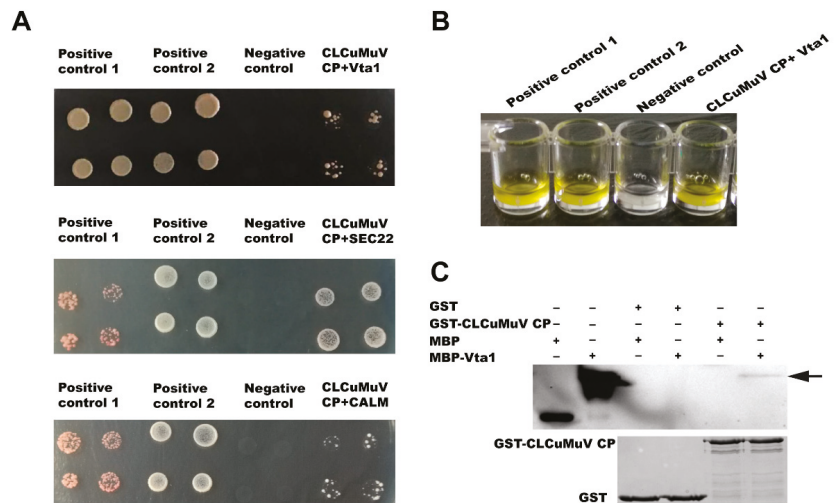 A
Positive control 1
Positive control 2
Negative control
CLCuMuV CP+Vta1
Positive control 1
Positive control 2
Negative control
CLCuMuV CP+SEC22
Positive control 1
Positive control 2
Negative control
CLCuMuV CP+CALM
B
Positive control 1
Positive control 2
Negative control
CLCuMuV CP+ Vta1
C
GST – – + + – –
GST-CLCuMuV CP – – – – + +
MBP + – + – + –
MBP-Vta1 – + – + – +
GST-CLCuMuV CP
GST